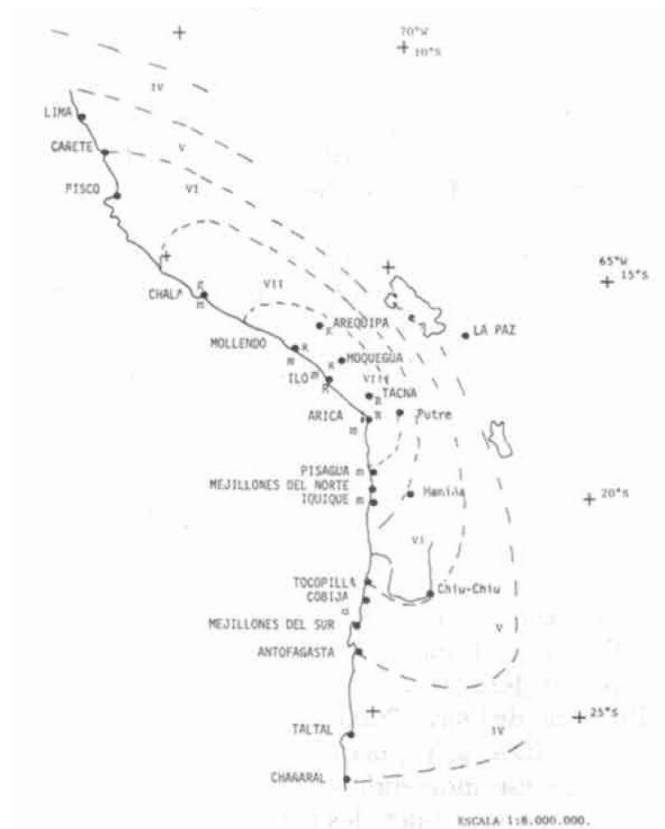 70°W
10°S
IV
LIMA
V
CAÑETE
VI
PISCO
65°W
15°S
VII
CHALA
R
m
AREQUIPA
R
LA PAZ
MOLLENDO
R
m
MOQUEGUA
R
ILO
m
R
VIII
TACNA
R
ARICA
R
m
Putre
PISAGUA
m
MEJILLONES DEL NORTE
Mamiña
IQUIQUE
m
20°S
VI
TOCOPILLA
COBIJA
Chiu-Chiu
MEJILLONES DEL SUR
V
ANTOFAGASTA
25°S
TALTAL
IV
CHAÑARAL
ESCALA 1:6.000.000.